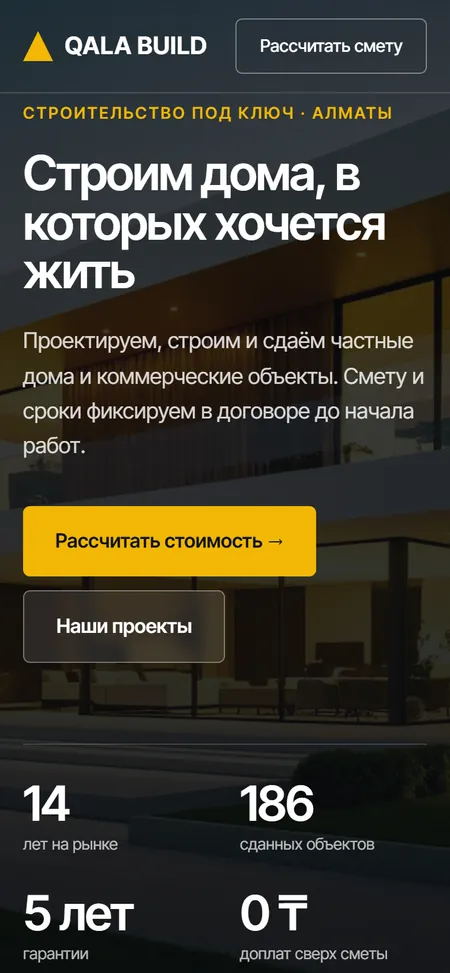 QALA BUILD
Рассчитать смету
СТРОИТЕЛЬСТВО ПОД КЛЮЧ · АЛМАТЫ
Строим дома, в
которых хочется
жить
Проектируем, строим и сдаём частные
дома и коммерческие объекты. Смету и
сроки фиксируем в договоре до начала
работ.
Рассчитать стоимость →
Наши проекты
14
лет на рынке
186
сданных объектов
5 лет
гарантии
0 ₸
доплат сверх сметы